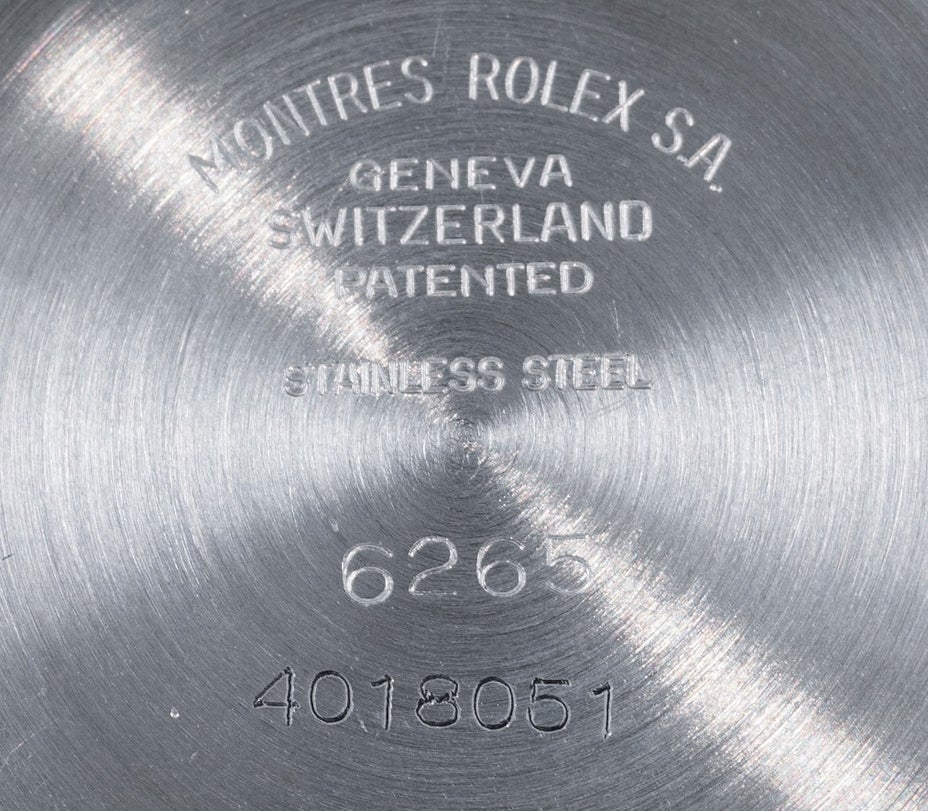 MONTRES ROLEX S.A.
GENEVA
SWITZERLAND
PATENTED
STAINLESS STEEL
6265
4018051